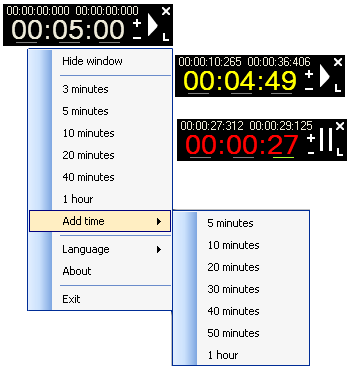 00:00:00:000 00:00:00:000
00:05:00 L
Hide window
3 minutes
5 minutes
10 minutes
20 minutes
40 minutes
1 hour
Add time
Language
About
Exit
00:00:10:265 00:00:36:406
00:04:49 L
00:00:27:312 00:00:29:125
00:00:27 L
5 minutes
10 minutes
20 minutes
30 minutes
40 minutes
50 minutes
1 hour